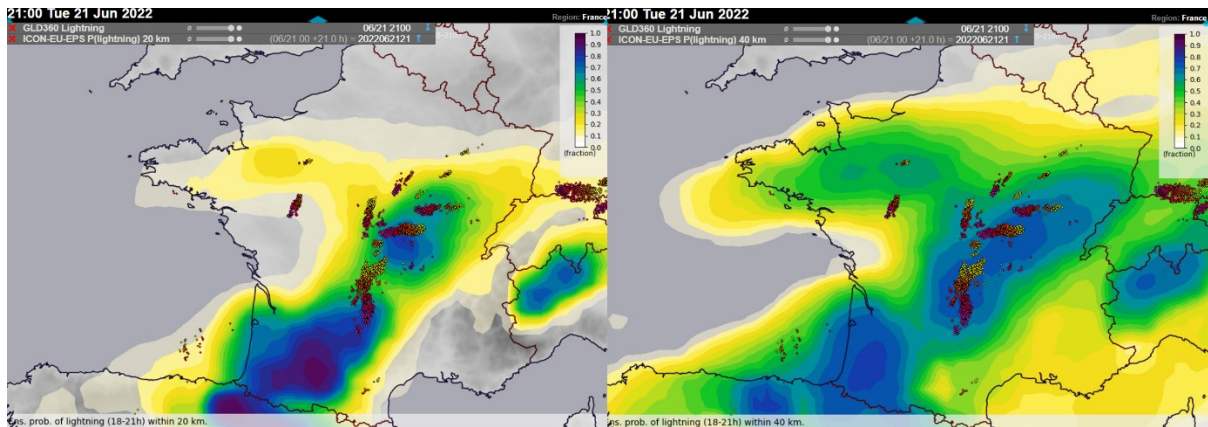 21:00 Tue 21 Jun 2022
Region: France
GLD360 Lightning 06/21 2100
ICON-EU-EPS P(lightning) 20 km (06/21 00 +21.0 h) = 2022062121
1.0
0.9
0.8
0.7
0.6
0.5
0.4
0.3
0.2
0.1
0.0
(fraction)
ns. prob. of lightning (18-21h) within 20 km.
21:00 Tue 21 Jun 2022
Region: France
GLD360 Lightning 06/21 2100
ICON-EU-EPS P(lightning) 40 km (06/21 00 +21.0 h) = 2022062121
1.0
0.9
0.8
0.7
0.6
0.5
0.4
0.3
0.2
0.1
0.0
(fraction)
ns. prob. of lightning (18-21h) within 40 km.